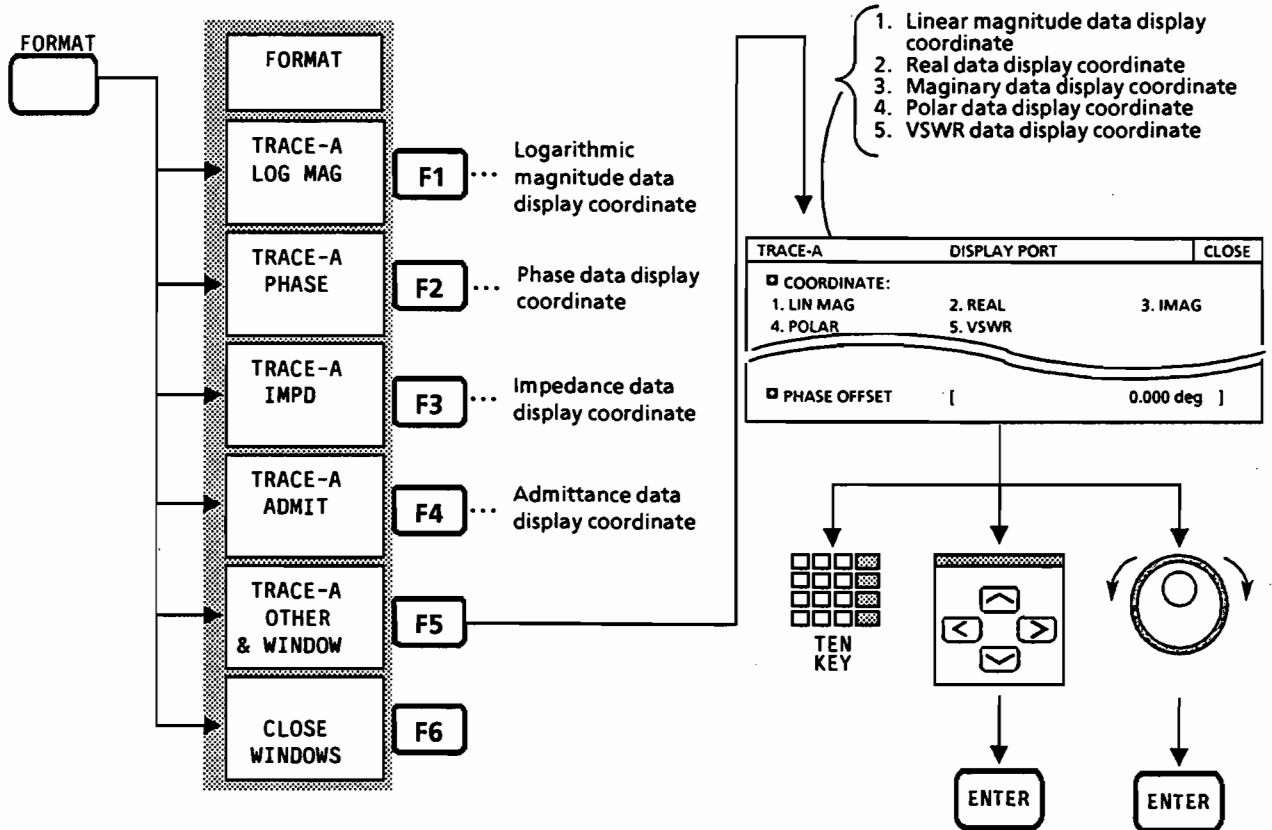 FORMAT
FORMAT
TRACE-A
LOG MAG
F1
...
Logarithmic
magnitude data
display coordinate
TRACE-A
PHASE
F2
...
Phase data display
coordinate
TRACE-A
IMPD
F3
...
Impedance data
display coordinate
TRACE-A
ADMIT
F4
...
Admittance data
display coordinate
TRACE-A
OTHER
& WINDOW
F5
CLOSE
WINDOWS
F6
1. Linear magnitude data display
coordinate
2. Real data display coordinate
3. Maginary data display coordinate
4. Polar data display coordinate
5. VSWR data display coordinate
TRACE-A DISPLAY PORT CLOSE
COORDINATE:
1. LIN MAG 2. REAL 3. IMAG
4. POLAR 5. VSWR
PHASE OFFSET [ 0.000 deg ]
TEN
KEY
ENTER
ENTER